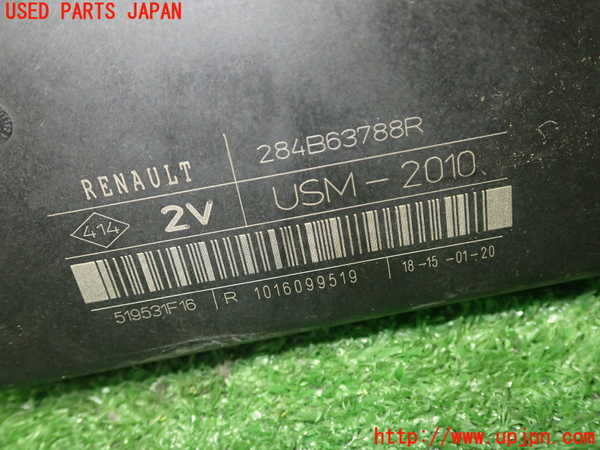 USED PARTS JAPAN
284B63788R
RENAULT
USM-2010
414
2V
519531F16
R 1016099519
18-15-01-20
http://www.upjpn.com